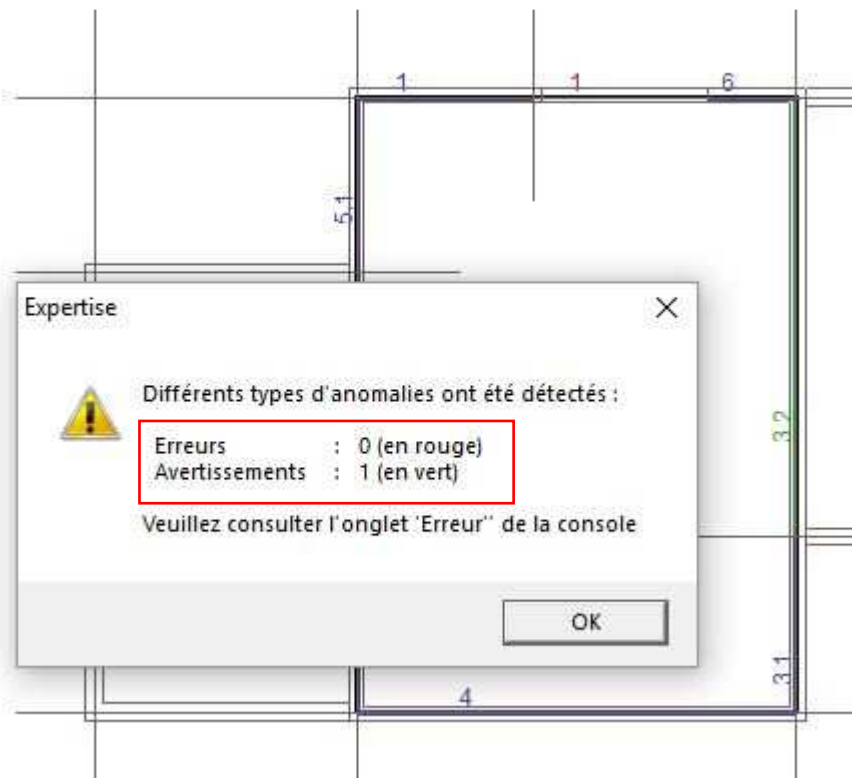 1 1 6
5,1
Expertise
Différents types d'anomalies ont été détectés :
Erreurs : 0 (en rouge)
Avertissements : 1 (en vert)
3 2
Veuillez consulter l'onglet 'Erreur'' de la console
OK
3 1
4